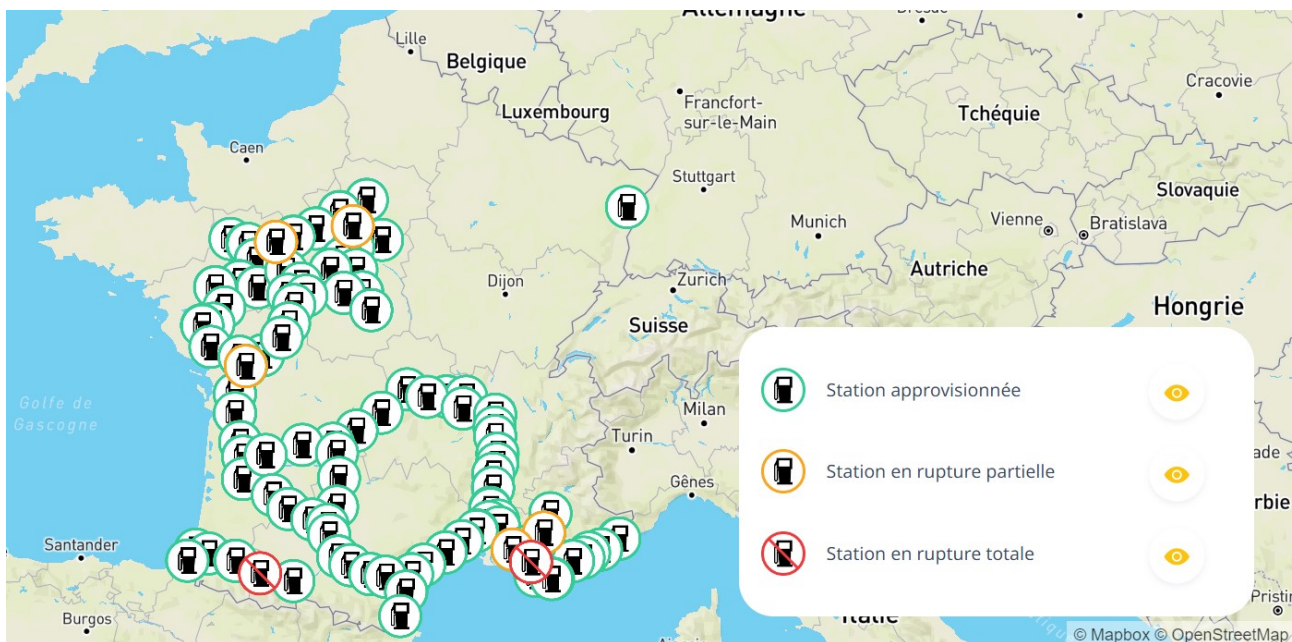 Allemagne
Dresde
Lille
Belgique
Cracovie
Francfort-
sur-le-Main
Luxembourg
Tchéquie
Caen
Stuttgart
Slovaquie
Munich
Vienne
Bratislava
Autriche
Dijon
Zurich
Hongrie
Suisse
Golfe de
Gascogne
Milan
Turin
Gênes
Station approvisionnée
Station en rupture partielle
Station en rupture totale
Santander
Burgos
Italie
© Mapbox © OpenStreetMap